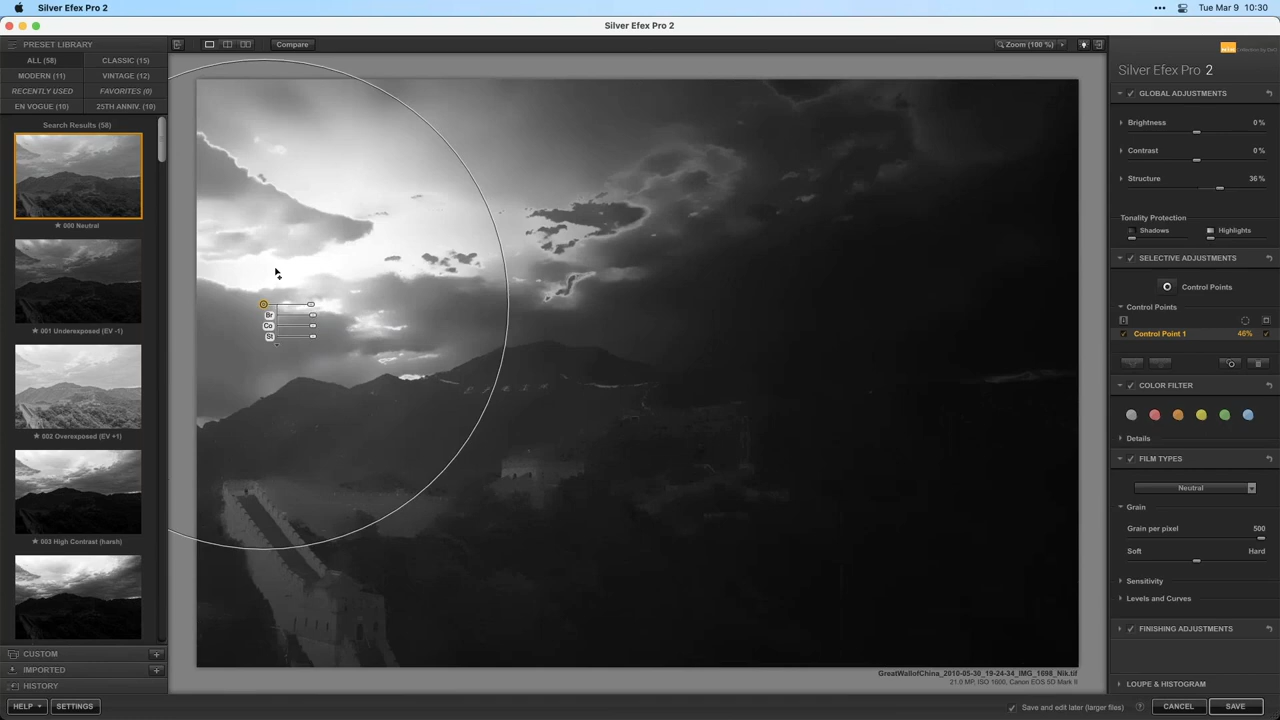 Silver Efex Pro 2
Tue Mar 9 10:30
Silver Efex Pro 2
PRESET LIBRARY
Compare
Zoom (100 %)
ALL (58)
CLASSIC (15)
MODERN (11)
VINTAGE (12)
RECENTLY USED
FAVORITES (0)
EN VOGUE (10)
25TH ANNIV. (10)
Search Results (58)
★ 000 Neutral
★ 001 Underexposed (EV -1)
★ 002 Overexposed (EV +1)
★ 003 High Contrast (harsh)
CUSTOM
IMPORTED
HISTORY
HELP
SETTINGS
Br
Co
St
GreatWallofChina_2010-05-30_19-24-34_IMG_1698_Nik.tif
21.0 MP, ISO 1600, Canon EOS 5D Mark II
Silver Efex Pro 2
GLOBAL ADJUSTMENTS
Brightness 0 %
Contrast 0 %
Structure 36 %
Tonality Protection
Shadows
Highlights
SELECTIVE ADJUSTMENTS
Control Points
Control Points
Control Point 1 46%
COLOR FILTER
Details
FILM TYPES
Neutral
Grain
Grain per pixel 500
Soft Hard
Sensitivity
Levels and Curves
FINISHING ADJUSTMENTS
LOUPE & HISTOGRAM
Save and edit later (larger files)
CANCEL
SAVE